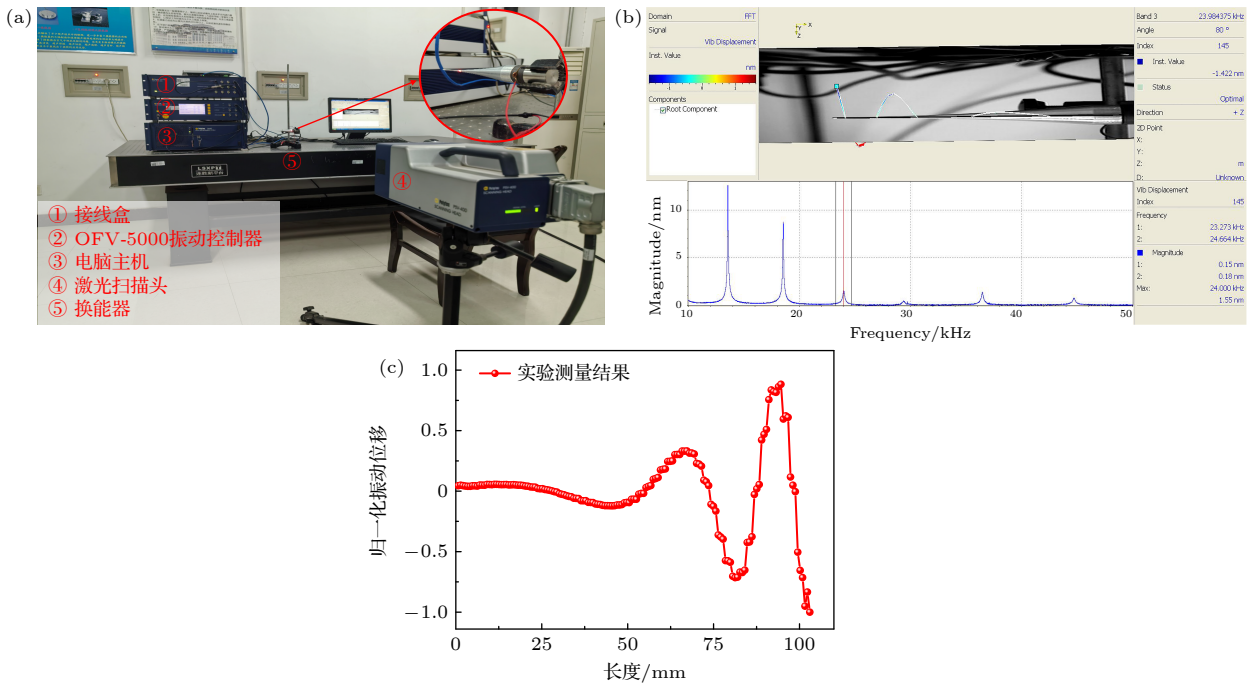 (a)
①
②
③
④
⑤
LSXPT
① 接线盒
② OFV-5000振动控制器
③ 电脑主机
④ 激光扫描头
⑤ 换能器
(b)
Domain FFT
Signal
Vib Displacement
Inst. Value
nm
Components
Root Component
X
Z
Band 3 23.984375 kHz
Angle 80 °
Index 145
Inst. Value
-1.422 nm
Status
Optimal
Direction + Z
2D Point
X:
Y:
Z: m
D: Unknown
Vib Displacement
Index 145
Frequency
1: 23.273 kHz
2: 24.664 kHz
Magnitude
1: 0.15 nm
2: 0.18 nm
Max: 24.000 kHz
1.55 nm
Magnitude/nm
10
5
0
10 20 30 40 50
Frequency/kHz
(c)
实验测量结果
归一化振动位移
1.0
0.5
0
−0.5
−1.0
0 25 50 75 100
长度/mm